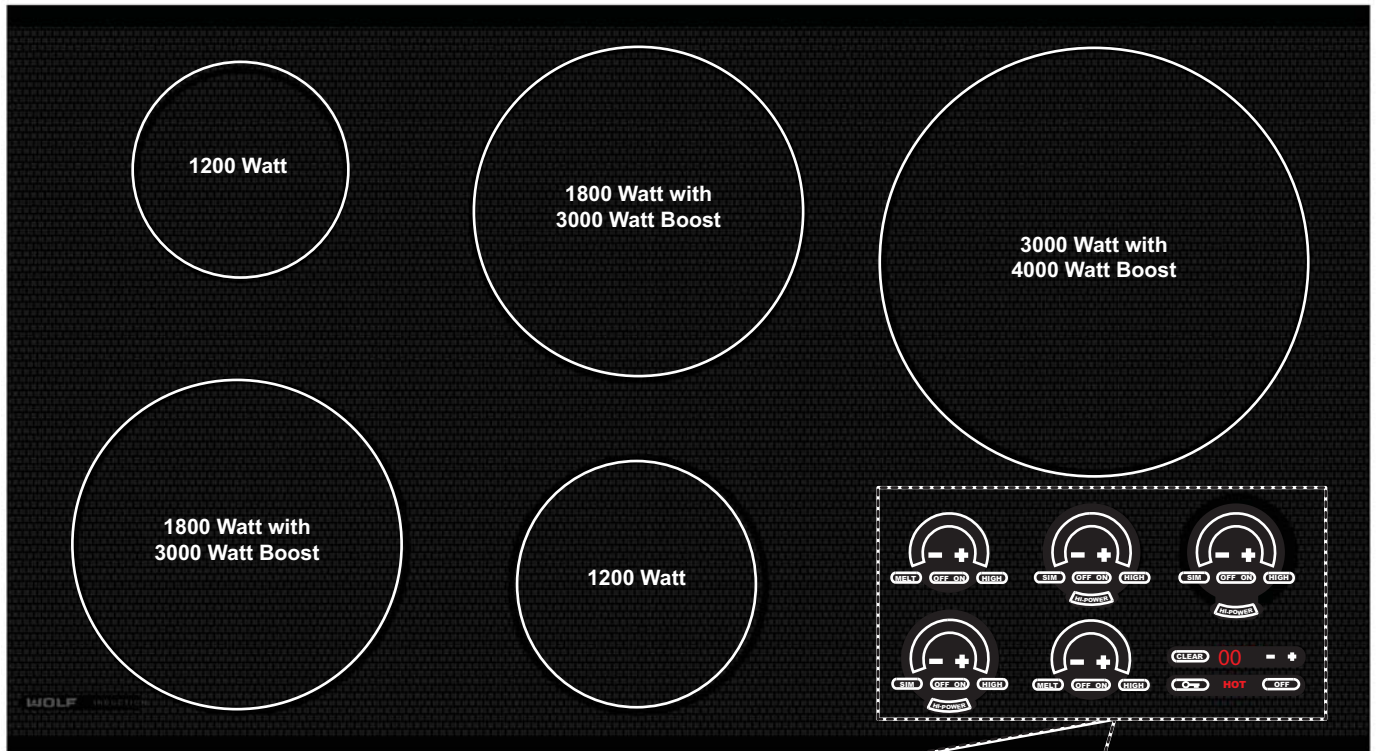 1200 Watt
1800 Watt with
3000 Watt Boost
3000 Watt with
4000 Watt Boost
1800 Watt with
3000 Watt Boost
1200 Watt
MELT OFF ON HIGH
SIM OFF ON HIGH
HI-POWER
SIM OFF ON HIGH
HI-POWER
SIM OFF ON HIGH
HI-POWER
MELT OFF ON HIGH
CLEAR 00
HOT OFF
WOLF